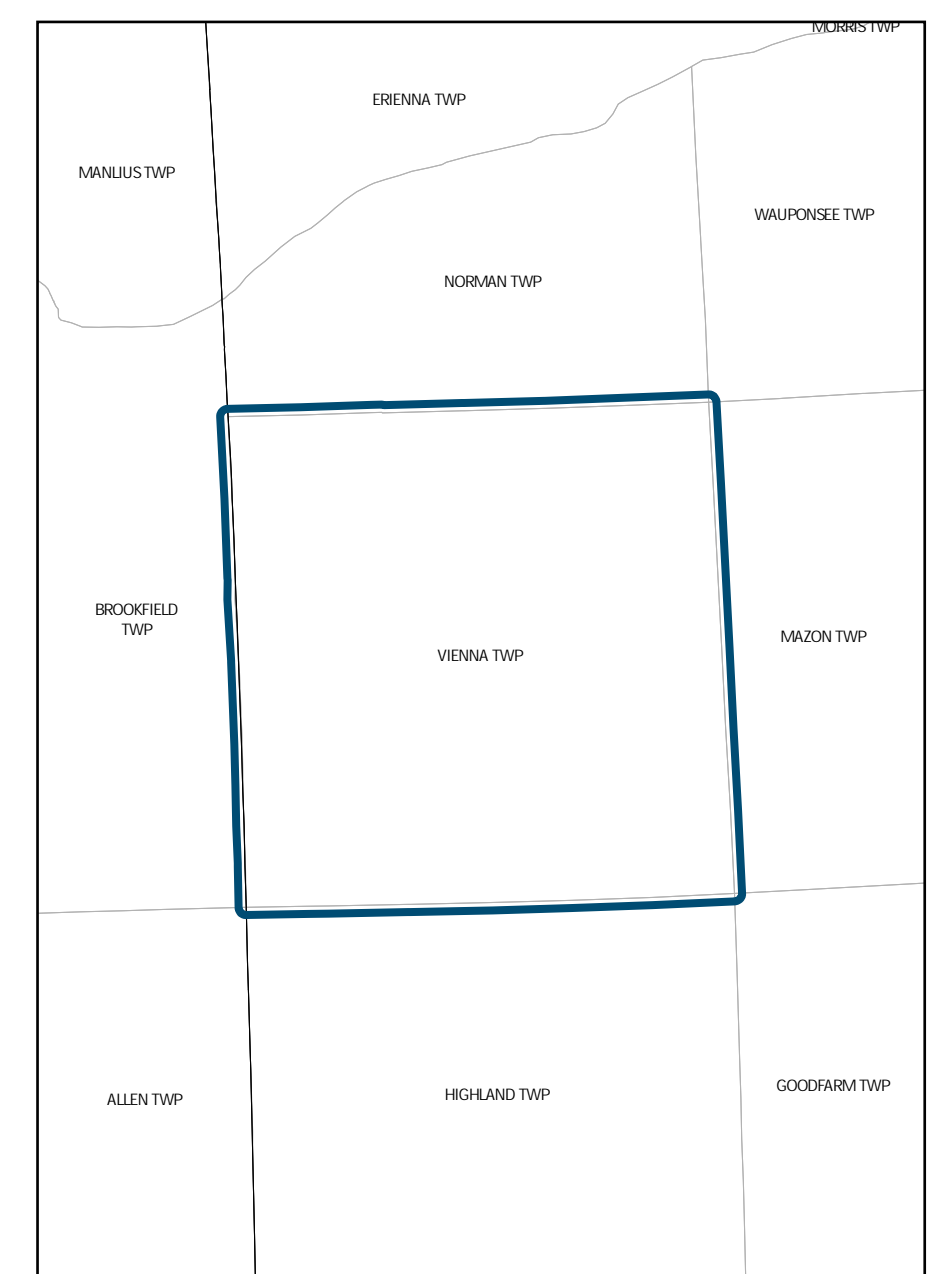 MORRIS TWP
ERIENNA TWP
MANLIUS TWP
WAUPONSEE TWP
NORMAN TWP
BROOKFIELD
TWP
MAZON TWP
VIENNA TWP
GOODFARM TWP
HIGHLAND TWP
ALLEN TWP